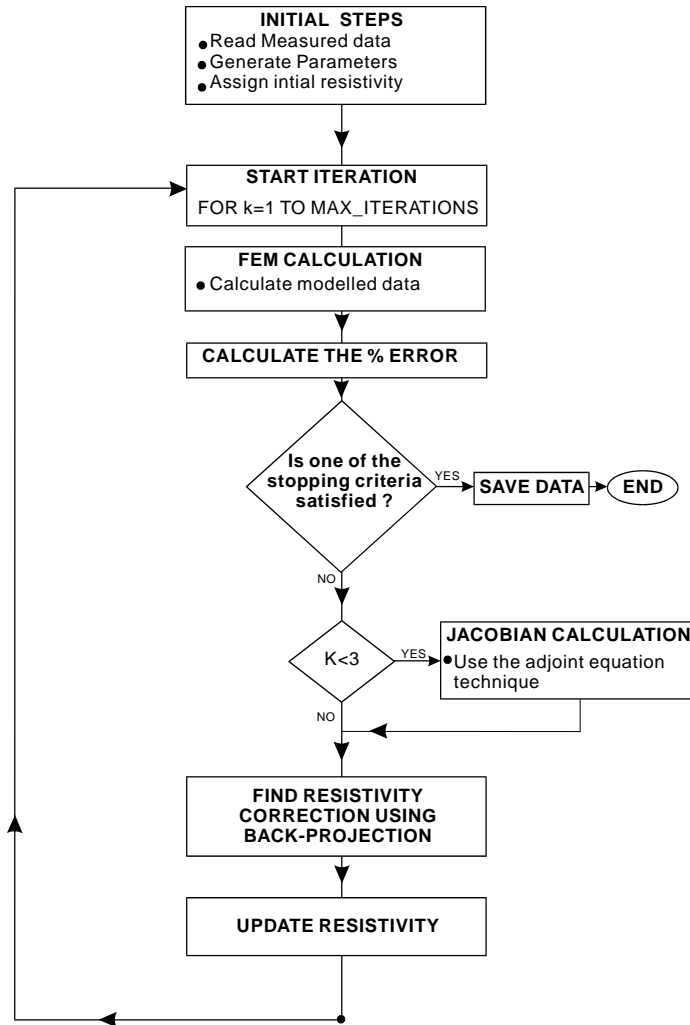 INITIAL STEPS
Read Measured data
Generate Parameters
Assign intial resistivity
START ITERATION
FOR k=1 TO MAX_ITERATIONS
FEM CALCULATION
Calculate modelled data
CALCULATE THE % ERROR
Is one of the
stopping criteria
satisfied ?
YES
SAVE DATA
END
NO
K<3
YES
JACOBIAN CALCULATION
Use the adjoint equation
technique
NO
FIND RESISTIVITY
CORRECTION USING
BACK-PROJECTION
UPDATE RESISTIVITY